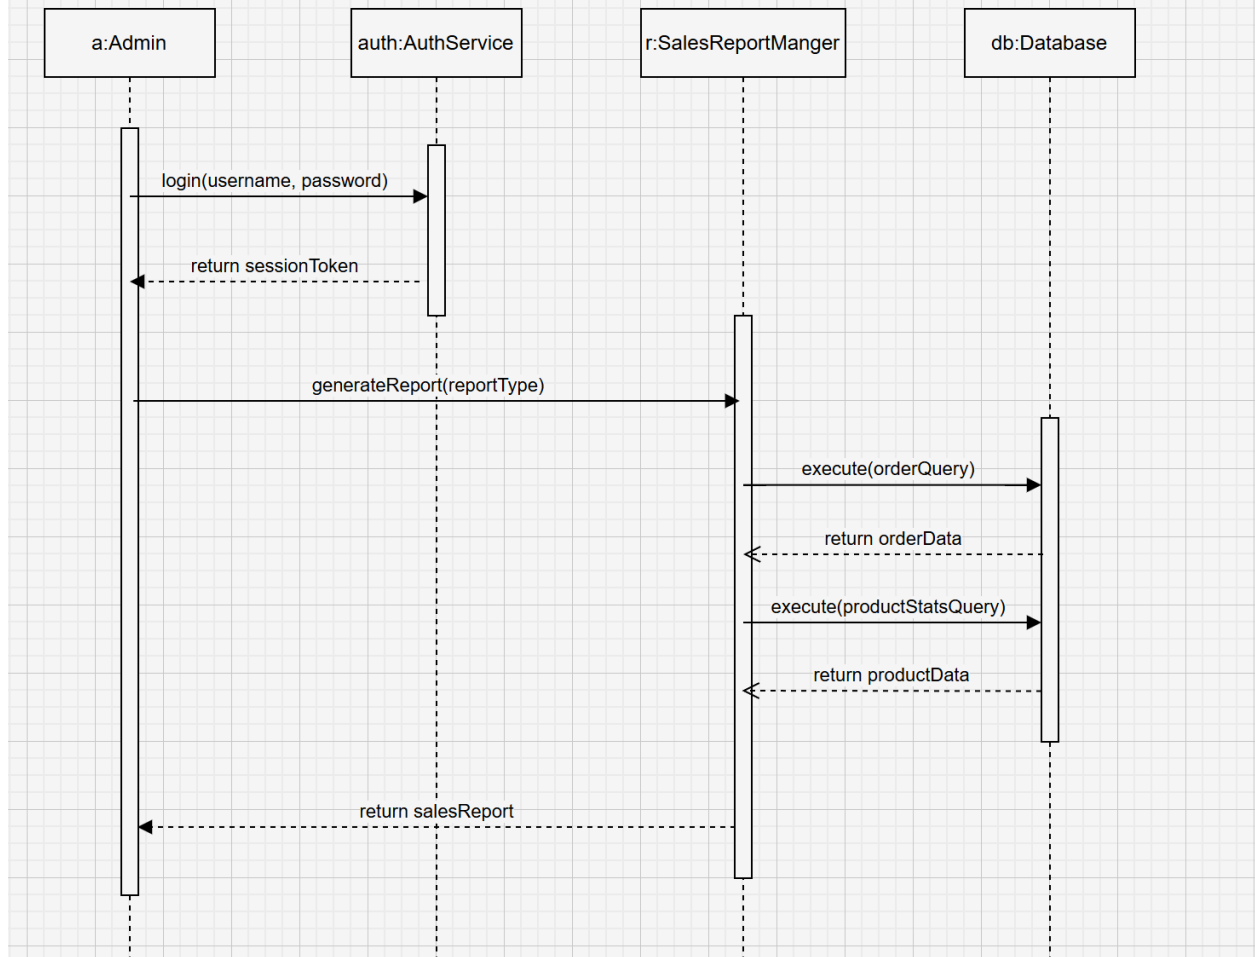 a:Admin
auth:AuthService
r:SalesReportManger
db:Database
login(username, password)
return sessionToken
generateReport(reportType)
execute(orderQuery)
return orderData
execute(productStatsQuery)
return productData
return salesReport